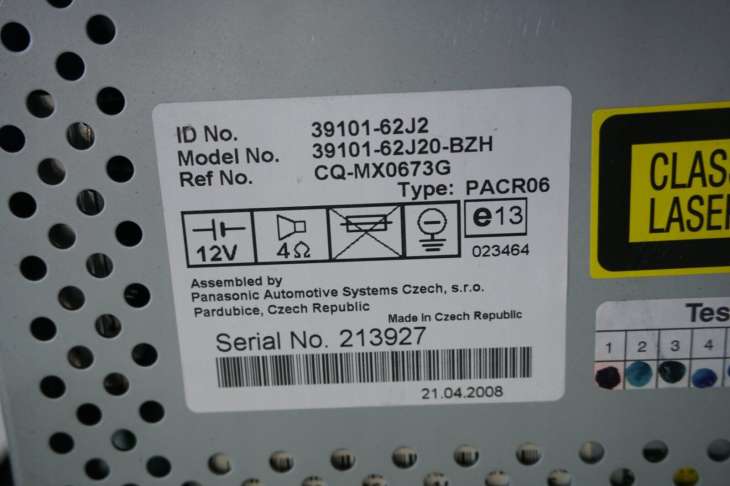 ID No. 39101-62J2
Model No. 39101-62J20-BZH
Ref No. CQ-MX0673G
Type: PACR06
12V 4Ω e13
023464
Assembled by
Panasonic Automotive Systems Czech, s.r.o.
Pardubice, Czech Republic
Made in Czech Republic
Serial No. 213927
21.04.2008
CLAS
LASER
Tes
1 2 3 4